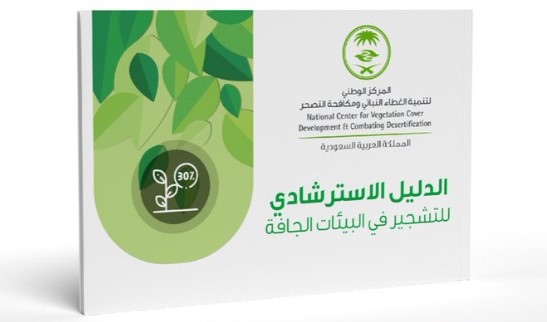 المركز الوطني
لتنمية الغطاء النباتي ومكافحة التصحر
National Center for Vegetation Cover
Development & Combating Desertification
المملكة العربية السعودية
30%
الدليل الاسترشادي
للتشجير في البيئات الجافة